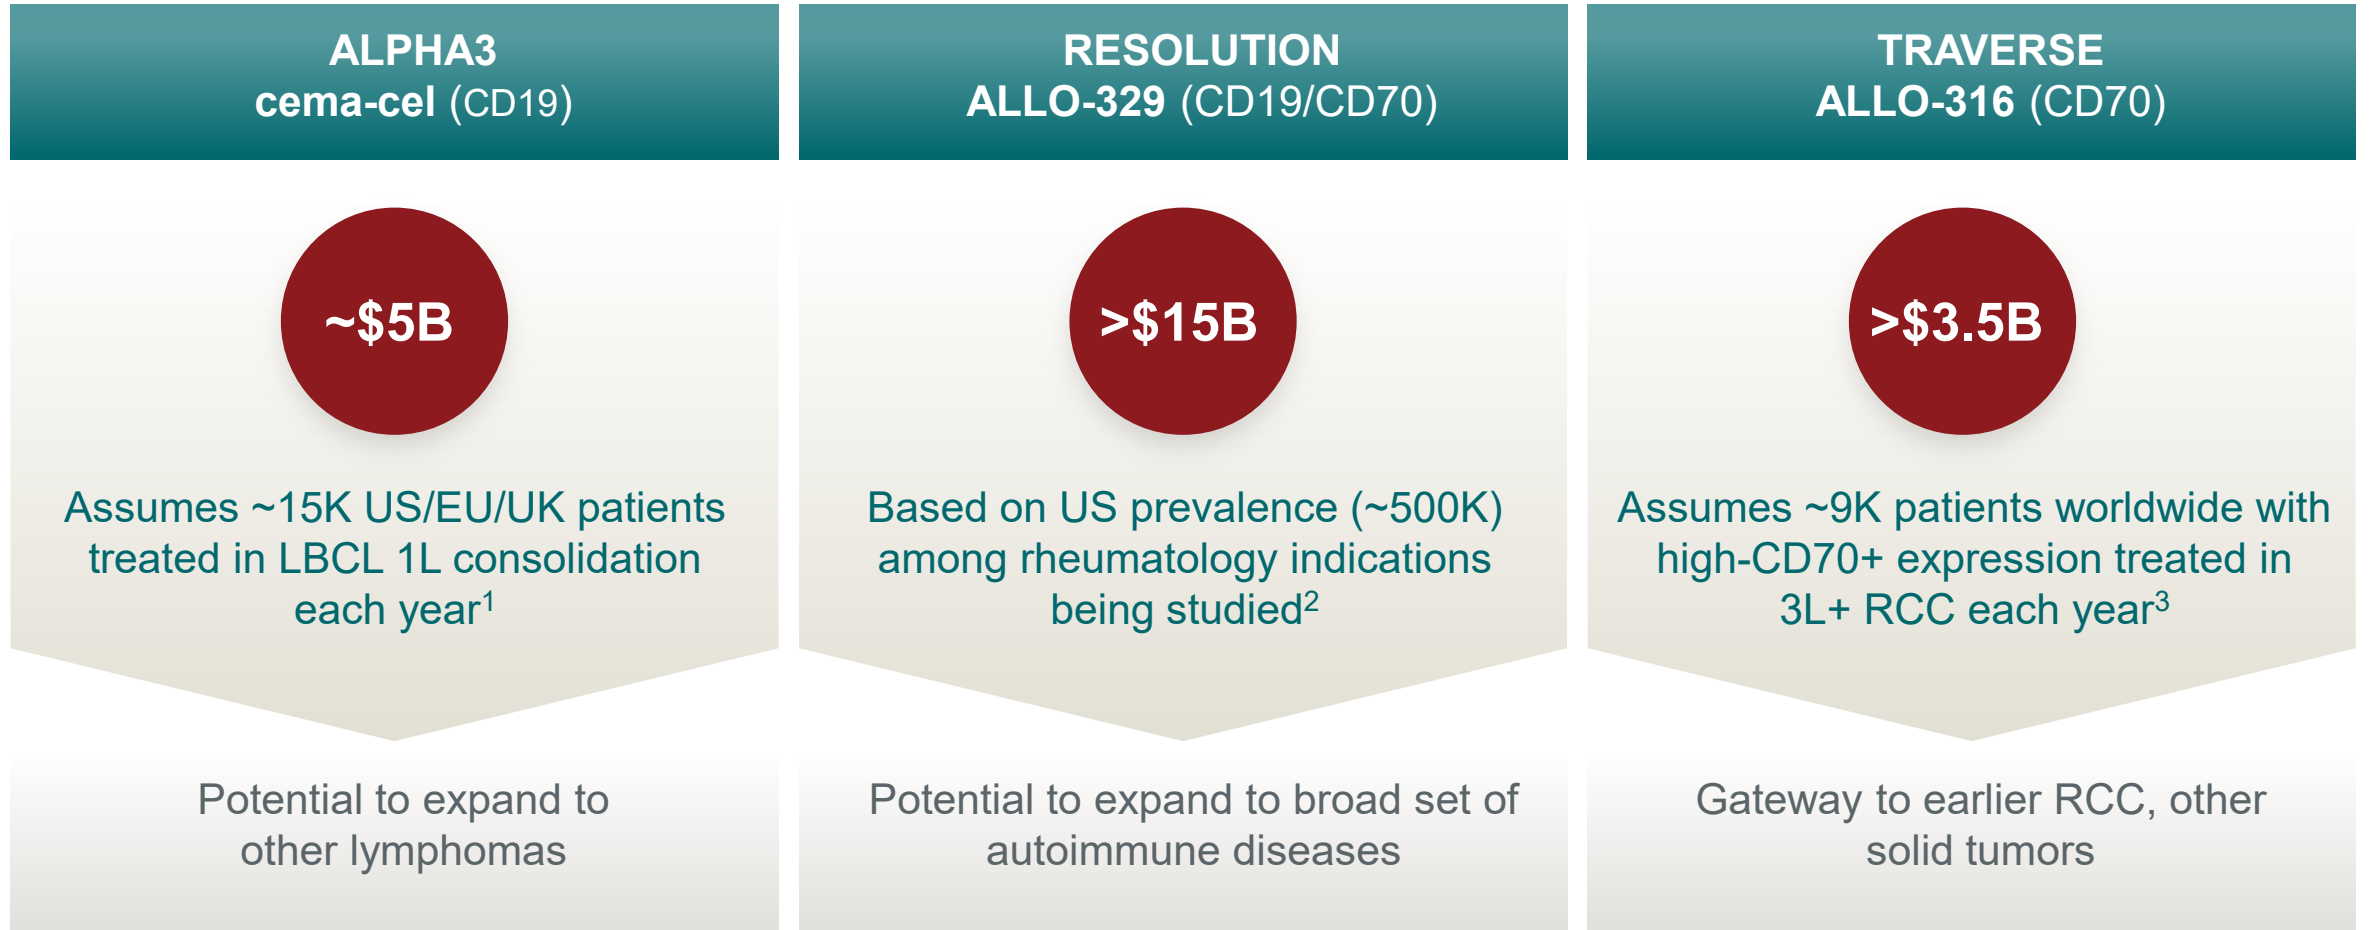 ALPHA3
cema-cel (CD19)
~$5B
Assumes ~15K US/EU/UK patients
treated in LBCL 1L consolidation
each year1
Potential to expand to
other lymphomas
RESOLUTION
ALLO-329 (CD19/CD70)
>$15B
Based on US prevalence (~500K)
among rheumatology indications
being studied2
Potential to expand to broad set of
autoimmune diseases
TRAVERSE
ALLO-316 (CD70)
>$3.5B
Assumes ~9K patients worldwide with
high-CD70+ expression treated in
3L+ RCC each year3
Gateway to earlier RCC, other
solid tumors